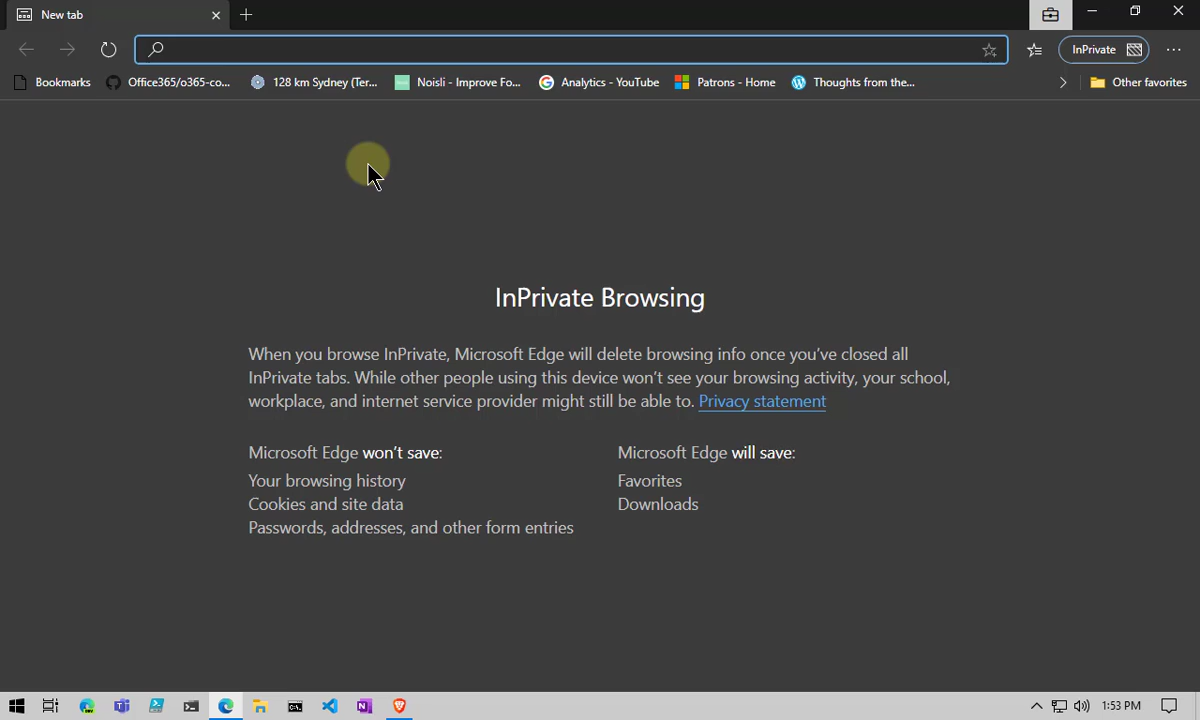 New tab
InPrivate
Bookmarks
Office365/o365-co...
128 km Sydney (Ter...
Noisli - Improve Fo...
Analytics - YouTube
Patrons - Home
Thoughts from the...
Other favorites
InPrivate Browsing
When you browse InPrivate, Microsoft Edge will delete browsing info once you've closed all
InPrivate tabs. While other people using this device won't see your browsing activity, your school,
workplace, and internet service provider might still be able to. Privacy statement
Microsoft Edge won't save:
Your browsing history
Cookies and site data
Passwords, addresses, and other form entries
Microsoft Edge will save:
Favorites
Downloads
1:53 PM